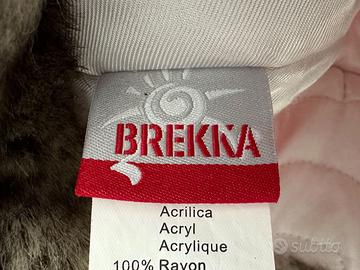 BREKKA
Acrilica
Acryl
Acrylique
100% Rayon
subito